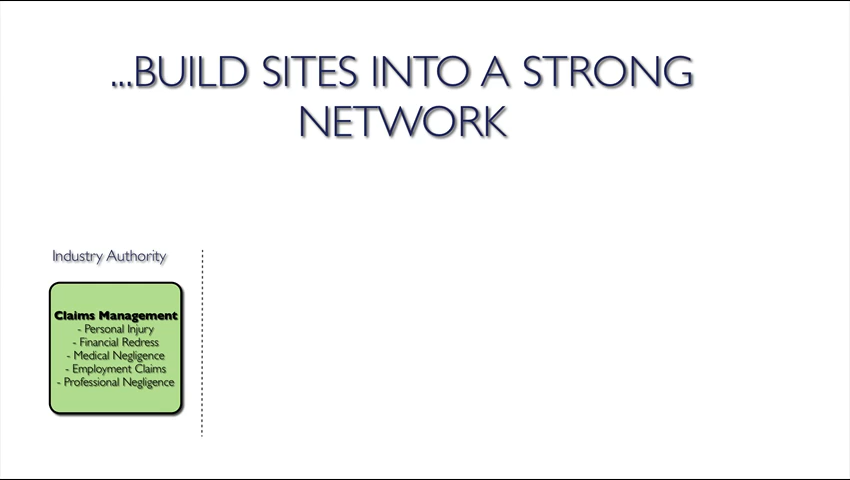 ...BUILD SITES INTO A STRONG
NETWORK
Industry Authority
Claims Management
- Personal Injury
- Financial Redress
- Medical Negligence
- Employment Claims
- Professional Negligence